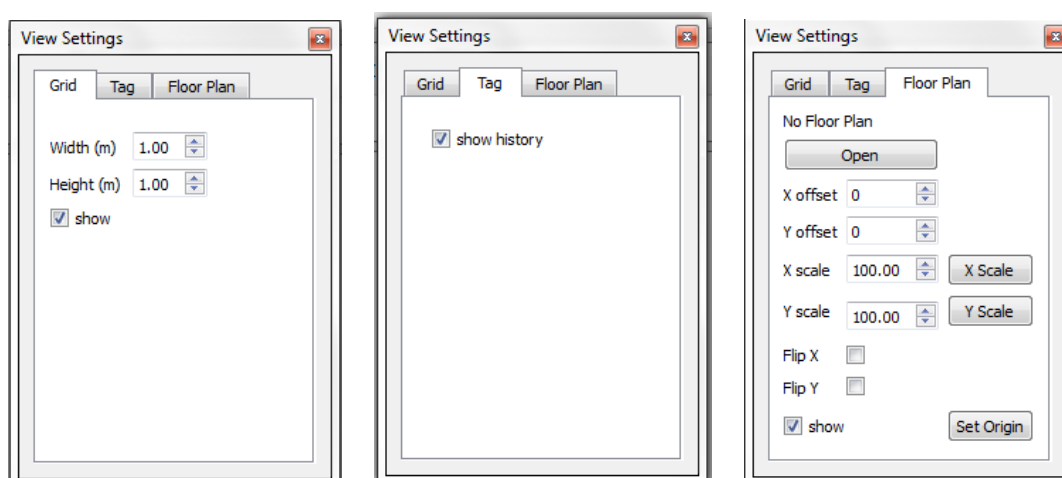 View Settings
Grid Tag Floor Plan
Width (m) 1.00
Height (m) 1.00
show
View Settings
Grid Tag Floor Plan
show history
View Settings
Grid Tag Floor Plan
No Floor Plan
Open
X offset 0
Y offset 0
X scale 100.00 X Scale
Y scale 100.00 Y Scale
Flip X
Flip Y
show Set Origin